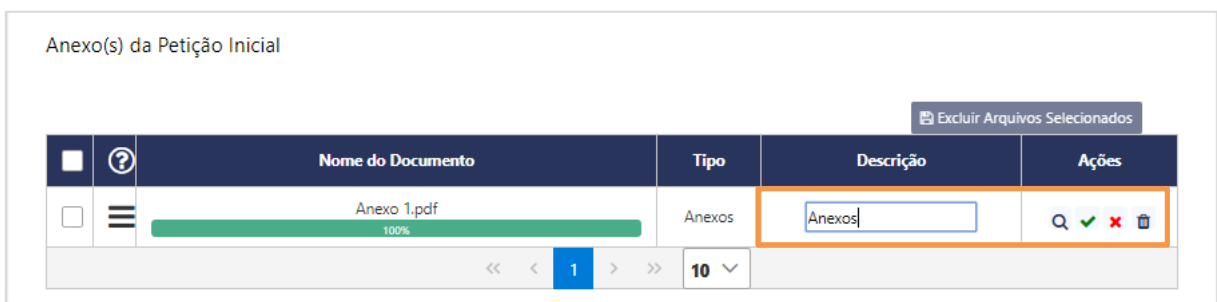 Anexo(s) da Petição Inicial
Excluir Arquivos Selecionados
Nome do Documento Tipo Descrição Ações
Anexo 1.pdf Anexos Anexos
100%
<< < 1 > >> 10